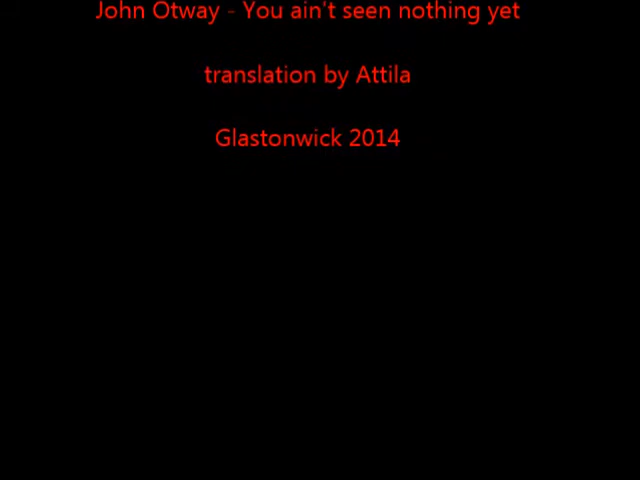 John Otway - You ain't seen nothing yet
translation by Attila
Glastonwick 2014